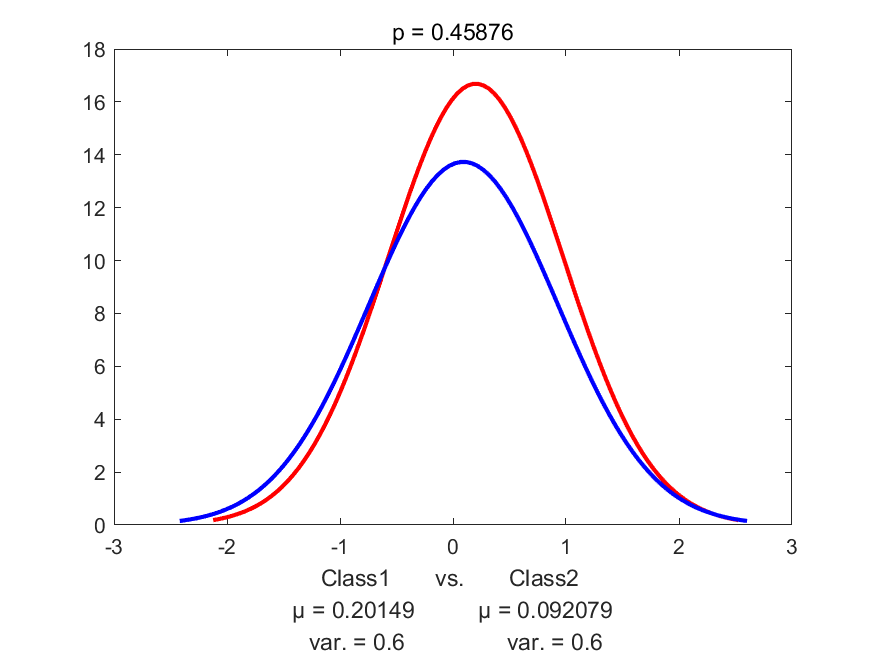 p = 0.45876
18
16
14
12
10
8
6
4
2
0
-3 -2 -1 0 1 2 3
Class1 vs. Class2
μ = 0.20149 μ = 0.092079
var. = 0.6 var. = 0.6